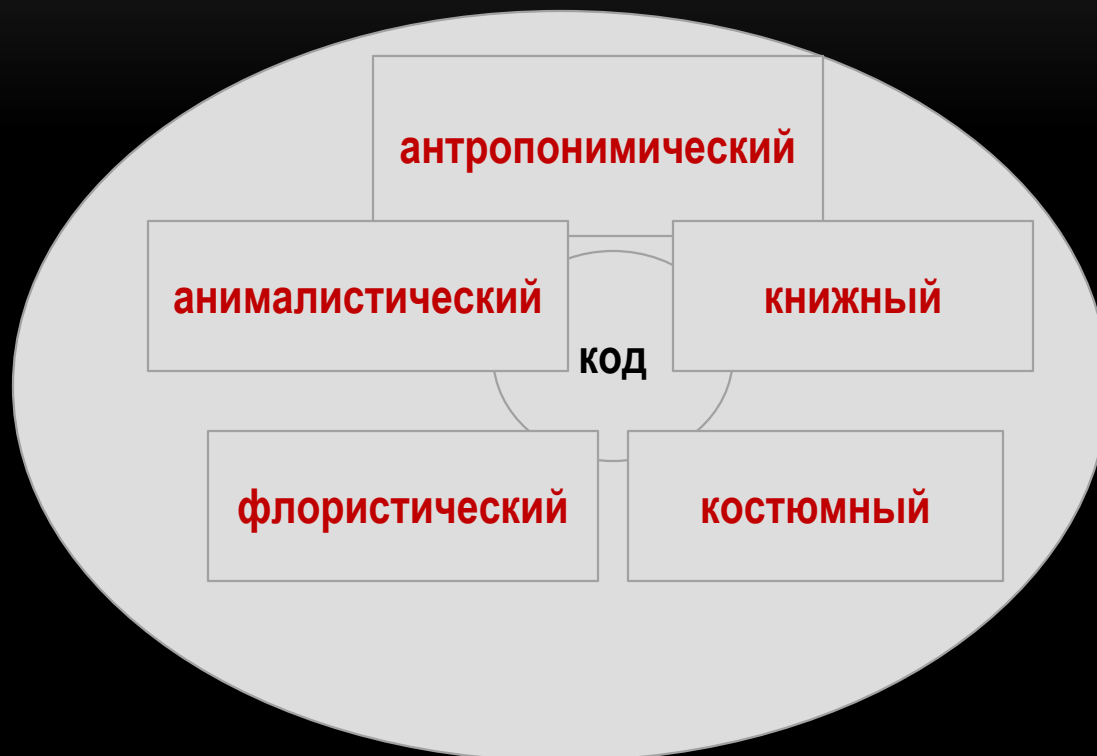 антропонимический
анималистический
книжный
код
флористический
костюмный